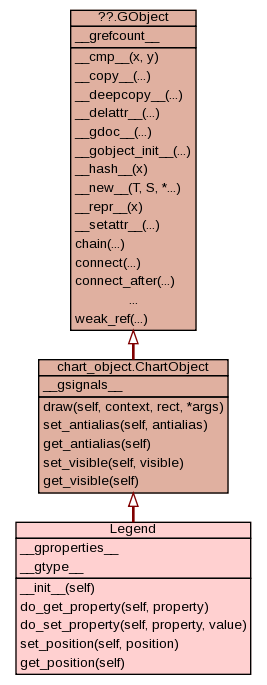 ??.GObject
__grefcount__
__cmp__(x, y)
__copy__(...)
__deepcopy__(...)
__delattr__(...)
__gdoc__(...)
__gobject_init__(...)
__hash__(x)
__new__(T, S, *...)
__repr__(x)
__setattr__(...)
chain(...)
connect(...)
connect_after(...)
...
weak_ref(...)
chart_object.ChartObject
__gsignals__
draw(self, context, rect, *args)
set_antialias(self, antialias)
get_antialias(self)
set_visible(self, visible)
get_visible(self)
Legend
__gproperties__
__gtype__
__init__(self)
do_get_property(self, property)
do_set_property(self, property, value)
set_position(self, position)
get_position(self)